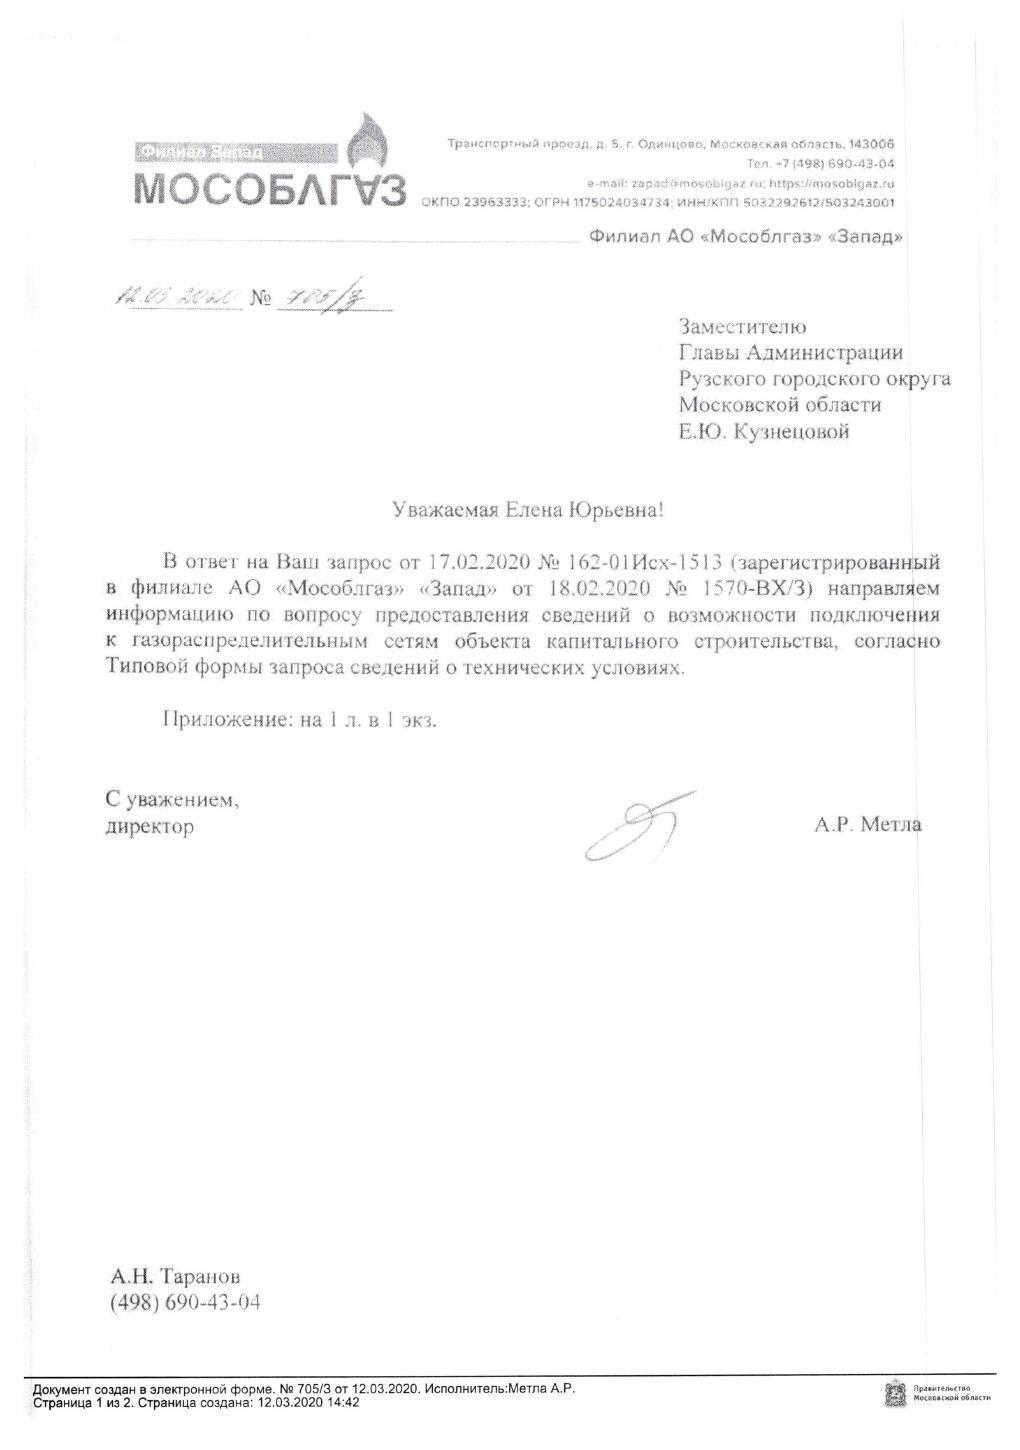 Филиал Запад
МОСОБЛГАЗ
Транспортный проезд, д. 5, г. Одинцово, Московская область, 143006
Тел. +7 (498) 690-43-04
e-mail: zapad@mosoblgaz.ru; https://mosoblgaz.ru
ОКПО 23963333; ОГРН 1175024034734; ИНН/КПП 5032292612/503243001
Филиал АО «Мособлгаз» «Запад»
12.03.2020 № 705/З
Заместителю
Главы Администрации
Рузского городского округа
Московской области
Е.Ю. Кузнецовой
Уважаемая Елена Юрьевна!
В ответ на Ваш запрос от 17.02.2020 № 162-01Исх-1513 (зарегистрированный
в филиале АО «Мособлгаз» «Запад» от 18.02.2020 № 1570-ВХ/З) направляем
информацию по вопросу предоставления сведений о возможности подключения
к газораспределительным сетям объекта капитального строительства, согласно
Типовой формы запроса сведений о технических условиях.
Приложение: на 1 л. в 1 экз.
С уважением,
директор
А.Р. Метла
А.Н. Таранов
(498) 690-43-04
Документ создан в электронной форме. № 705/З от 12.03.2020. Исполнитель:Метла А.Р.
Страница 1 из 2. Страница создана: 12.03.2020 14:42
Правительство
Московской области